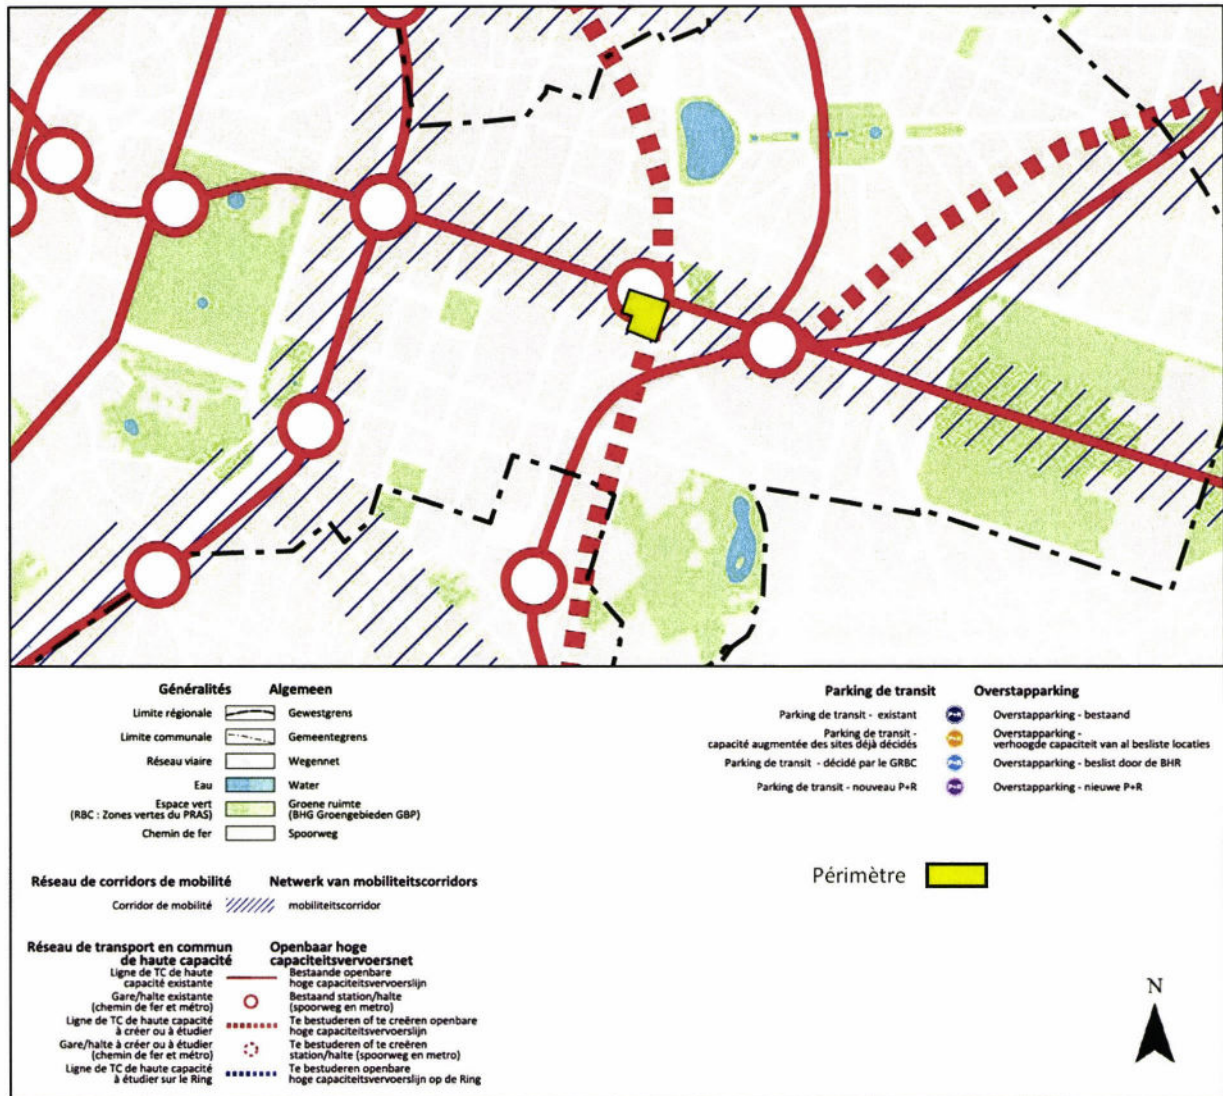 Généralités Algemeen
Limite régionale Gewestgrens
Limite communale Gemeentegrens
Réseau viaire Wegennet
Eau Water
Espace vert Groene ruimte
(RBC : Zones vertes du PRAS) (BHG Groengebieden GBP)
Chemin de fer Spoorweg
Réseau de corridors de mobilité Netwerk van mobiliteitscorridors
Corridor de mobilité mobiliteitscorridor
Réseau de transport en commun Openbaar hoge
de haute capacité capaciteitsvervoersnet
Ligne de TC de haute Bestaande openbare
capacité existante hoge capaciteitsvervoerslijn
Gare/halte existante Bestaand station/halte
(chemin de fer et métro) (spoorweg en metro)
Ligne de TC de haute capacité Te bestuderen of te creëren openbare
à créer ou à étudier hoge capaciteitsvervoerslijn
Gare/halte à créer ou à étudier Te bestuderen of te creëren
(chemin de fer et métro) station/halte (spoorweg en metro)
Ligne de TC de haute capacité Te bestuderen openbare
à étudier sur le Ring hoge capaciteitsvervoerslijn op de Ring
Parking de transit Overstapparking
Parking de transit - existant P+R Overstapparking - bestaand
Parking de transit - Overstapparking -
capacité augmentée des sites déjà décidés P+R verhoogde capaciteit van al besliste locaties
Parking de transit - décidé par le GRBC P+R Overstapparking - beslist door de BHR
Parking de transit - nouveau P+R P+R Overstapparking - nieuwe P+R
Périmètre
N